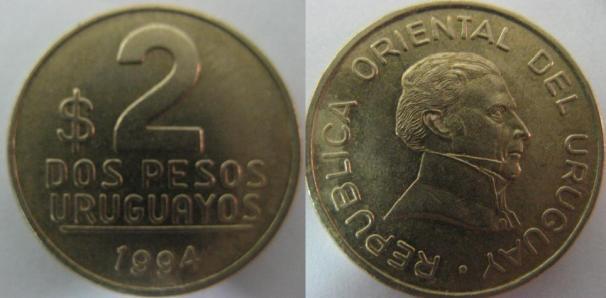 $ 2
DOS PESOS
URUGUAYOS
1994
REPUBLICA ORIENTAL DEL URUGUAY ·